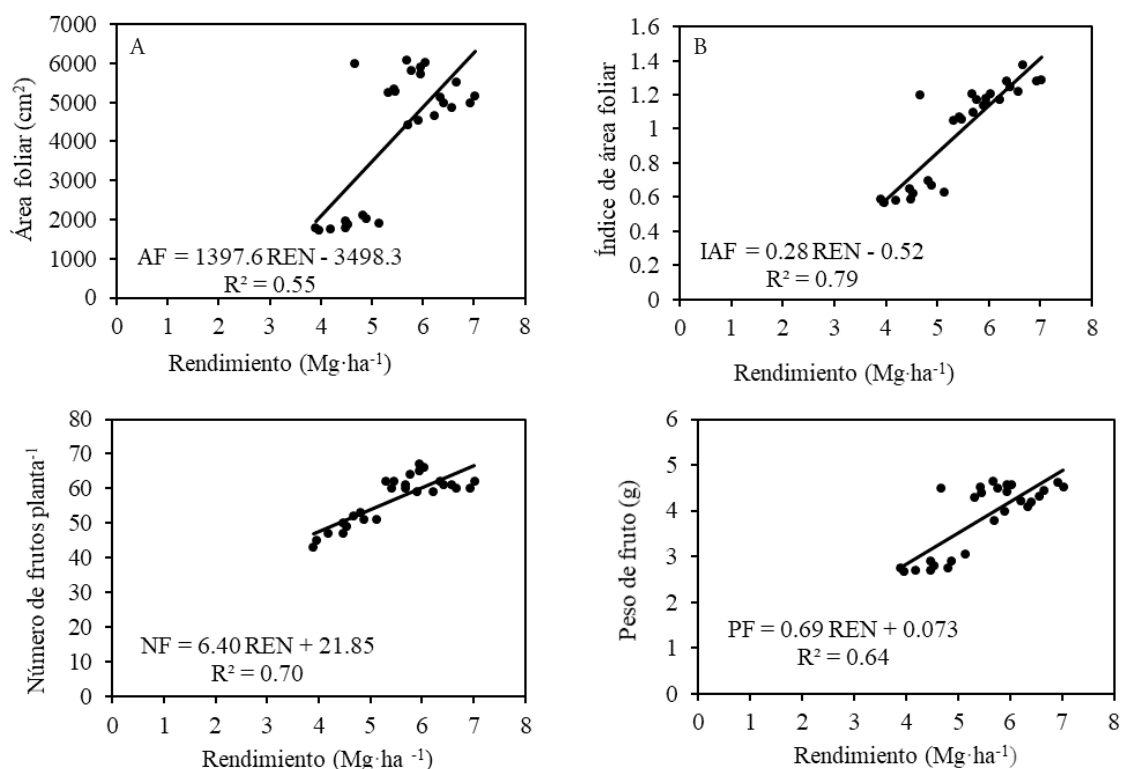 A
Área foliar (cm²)
7000
6000
5000
4000
3000
2000
1000
0
AF = 1397.6 REN - 3498.3
R² = 0.55
0 1 2 3 4 5 6 7 8
Rendimiento (Mg·ha⁻¹)
B
Índice de área foliar
1.6
1.4
1.2
1
0.8
0.6
0.4
0.2
0
IAF = 0.28 REN - 0.52
R² = 0.79
0 1 2 3 4 5 6 7 8
Rendimiento (Mg·ha⁻¹)
Número de frutos planta⁻¹
80
70
60
50
40
30
20
10
0
NF = 6.40 REN + 21.85
R² = 0.70
0 1 2 3 4 5 6 7 8
Rendimiento (Mg·ha ⁻¹)
Peso de fruto (g)
6
5
4
3
2
1
0
PF = 0.69 REN + 0.073
R² = 0.64
0 1 2 3 4 5 6 7 8
Rendimiento (Mg·ha⁻¹)